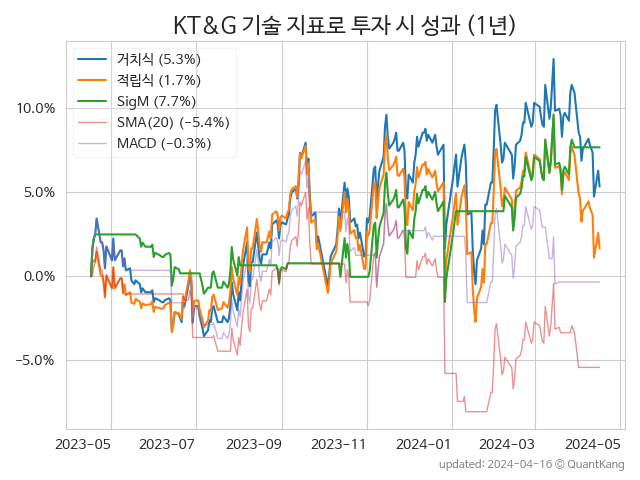 KT&G 기술 지표로 투자 시 성과 (1년)
거치식 (5.3%)
적립식 (1.7%)
SigM (7.7%)
SMA(20) (−5.4%)
MACD (−0.3%)
10.0%
5.0%
0.0%
−5.0%
2023-05 2023-07 2023-09 2023-11 2024-01 2024-03 2024-05
updated: 2024-04-16 © QuantKang